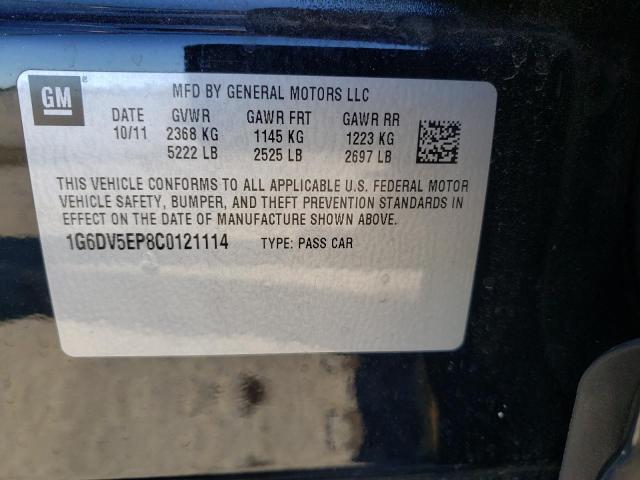 GM ®
MFD BY GENERAL MOTORS LLC
DATE GVWR GAWR FRT GAWR RR
10/11 2368 KG 1145 KG 1223 KG
5222 LB 2525 LB 2697 LB
THIS VEHICLE CONFORMS TO ALL APPLICABLE U.S. FEDERAL MOTOR
VEHICLE SAFETY, BUMPER, AND THEFT PREVENTION STANDARDS IN
EFFECT ON THE DATE OF MANUFACTURE SHOWN ABOVE.
1G6DV5EP8C0121114 TYPE: PASS CAR